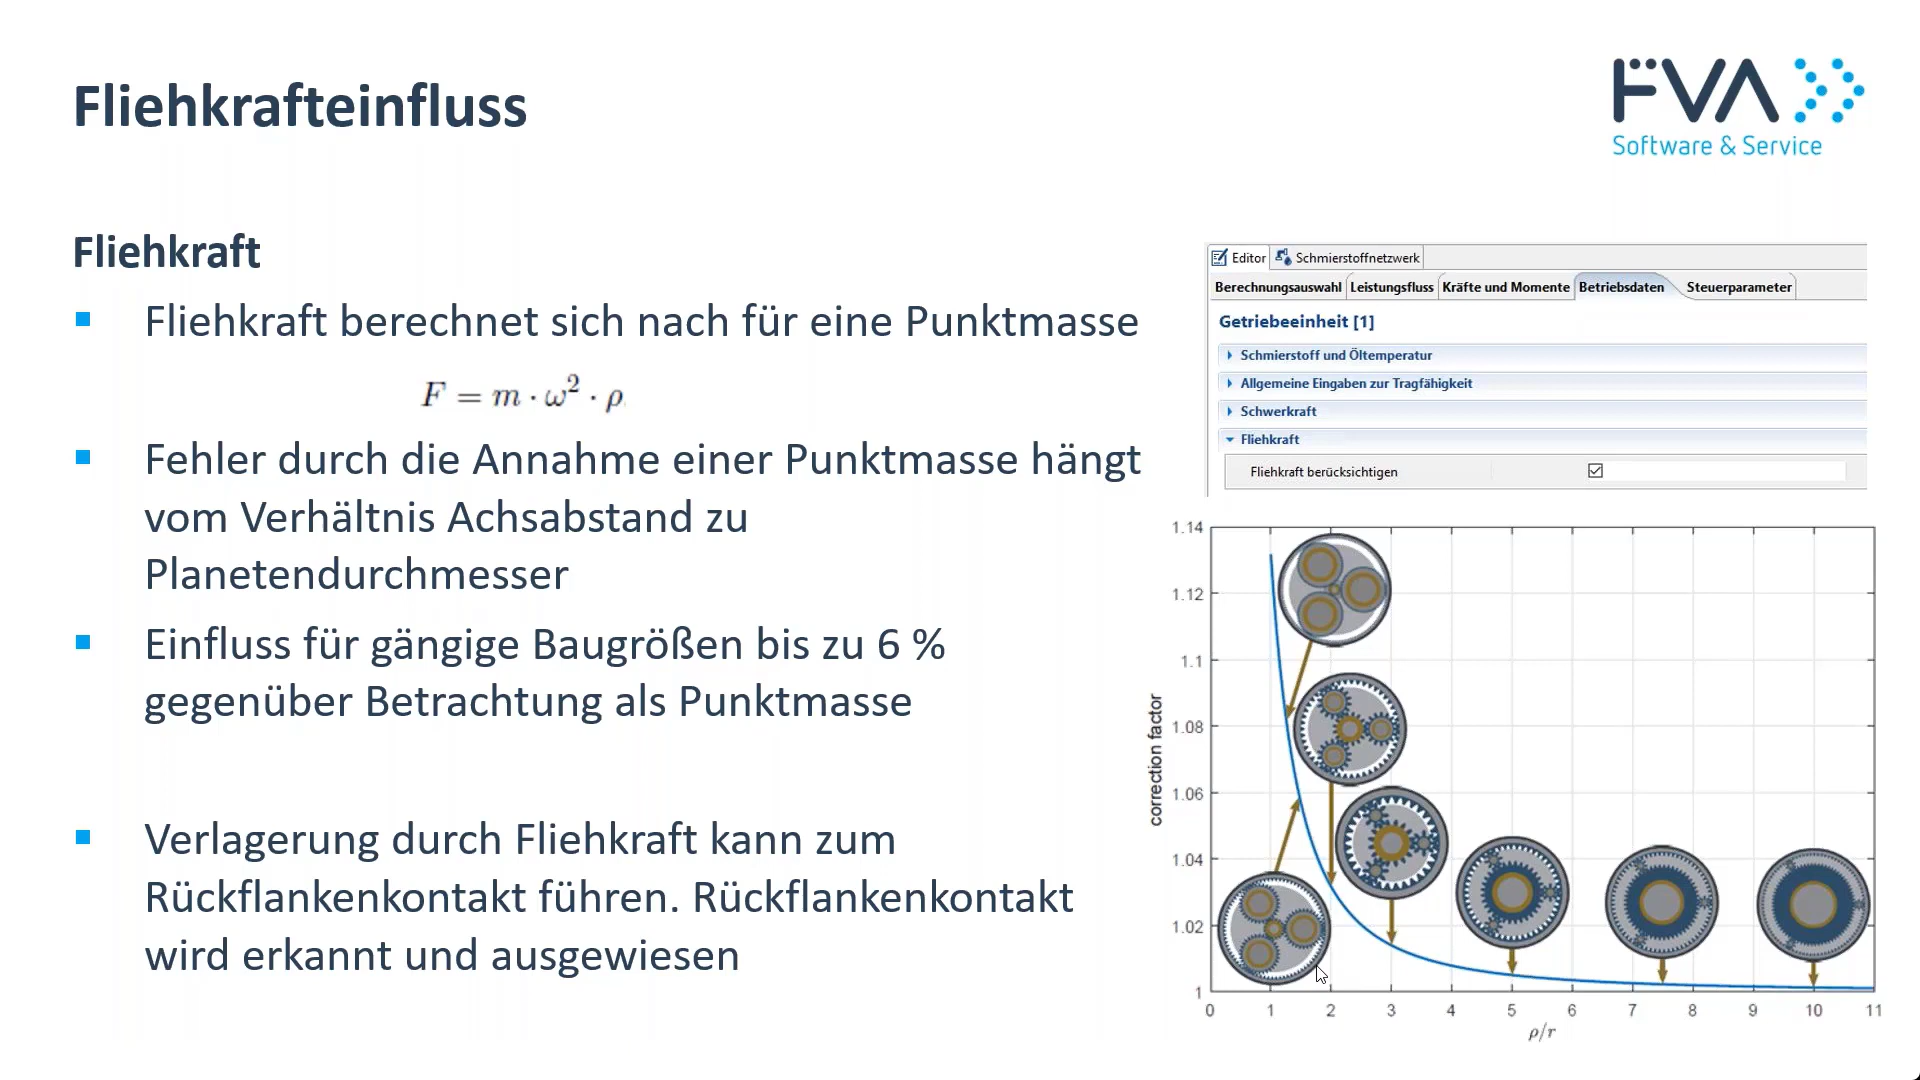 Fliehkrafteinfluss
FVA
Software & Service
Fliehkraft
Fliehkraft berechnet sich nach für eine Punktmasse
F = m · ω² · ρ
Fehler durch die Annahme einer Punktmasse hängt
vom Verhältnis Achsabstand zu
Planetendurchmesser
Einfluss für gängige Baugrößen bis zu 6 %
gegenüber Betrachtung als Punktmasse
Verlagerung durch Fliehkraft kann zum
Rückflankenkontakt führen. Rückflankenkontakt
wird erkannt und ausgewiesen
Editor Schmierstoffnetzwerk
Berechnungsauswahl Leistungsfluss Kräfte und Momente Betriebsdaten Steuerparameter
Getriebeeinheit [1]
Schmierstoff und Öltemperatur
Allgemeine Eingaben zur Tragfähigkeit
Schwerkraft
Fliehkraft
Fliehkraft berücksichtigen
1.14
1.12
1.1
1.08
1.06
1.04
1.02
1
correction factor
0 1 2 3 4 5 6 7 8 9 10 11
ρ/r